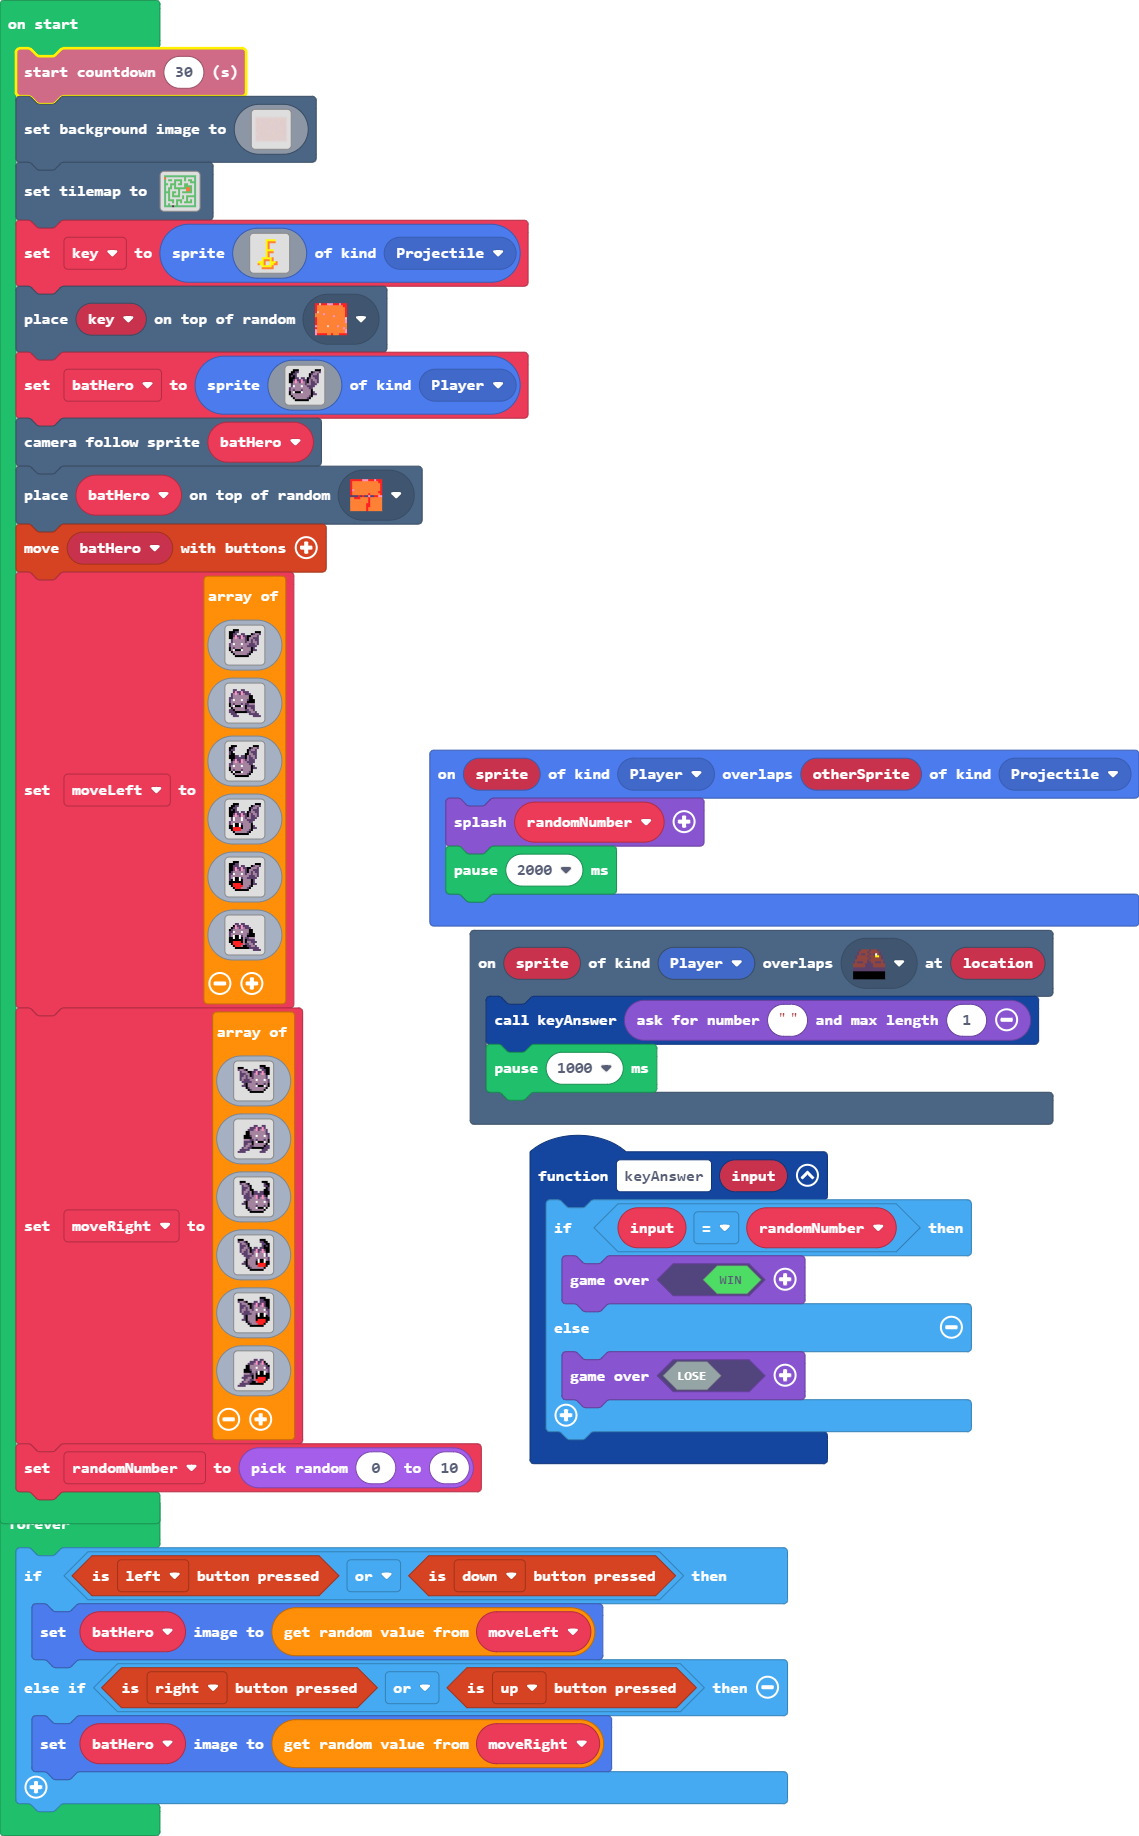 on start
start countdown 30 (s)
set background image to
set tilemap to
set key to sprite of kind Projectile
place key on top of random
set batHero to sprite of kind Player
camera follow sprite batHero
place batHero on top of random
move batHero with buttons
array of
set moveLeft to
array of
set moveRight to
set randomNumber to pick random 0 to 10
on sprite of kind Player overlaps otherSprite of kind Projectile
splash randomNumber
pause 2000 ms
on sprite of kind Player overlaps at location
call keyAnswer ask for number " " and max length 1
pause 1000 ms
function keyAnswer input
if input = randomNumber then
game over WIN
else
game over LOSE
forever
if is left button pressed or is down button pressed then
set batHero image to get random value from moveLeft
else if is right button pressed or is up button pressed then
set batHero image to get random value from moveRight